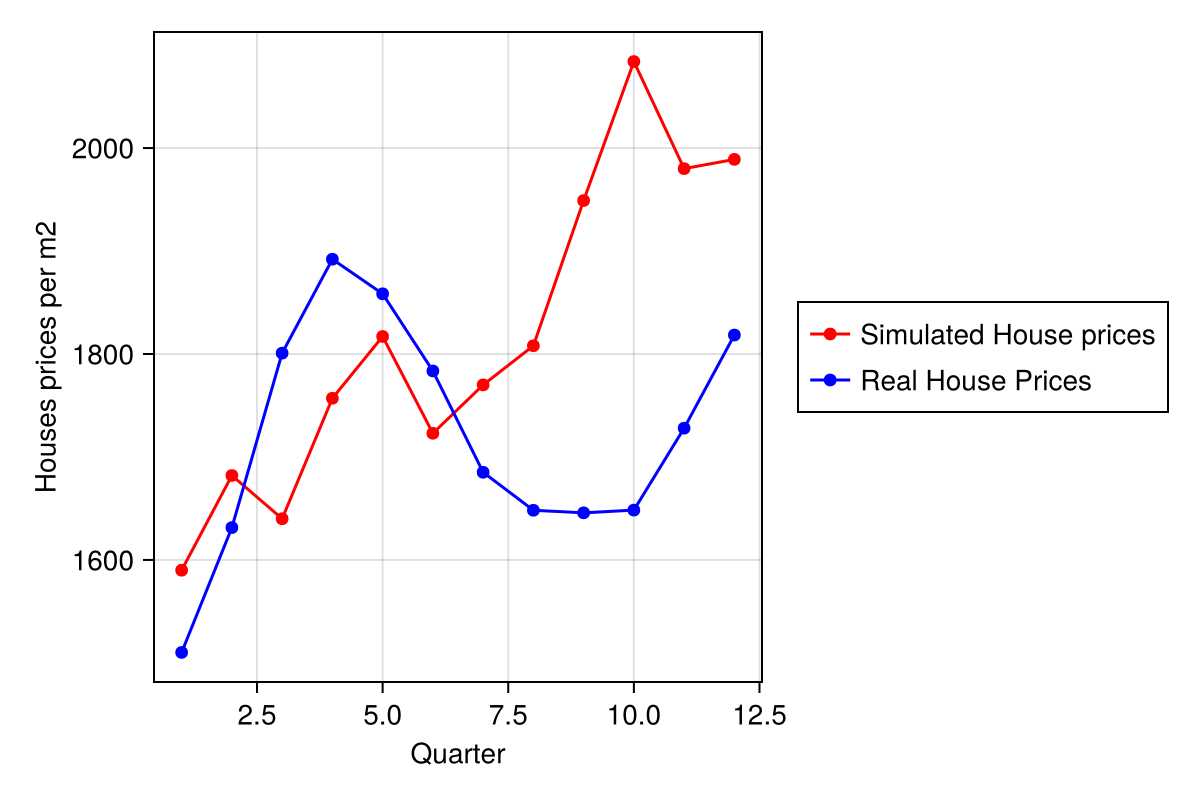 Houses prices per m2
2000
1800
1600
2.5 5.0 7.5 10.0 12.5
Quarter
Simulated House prices
Real House Prices